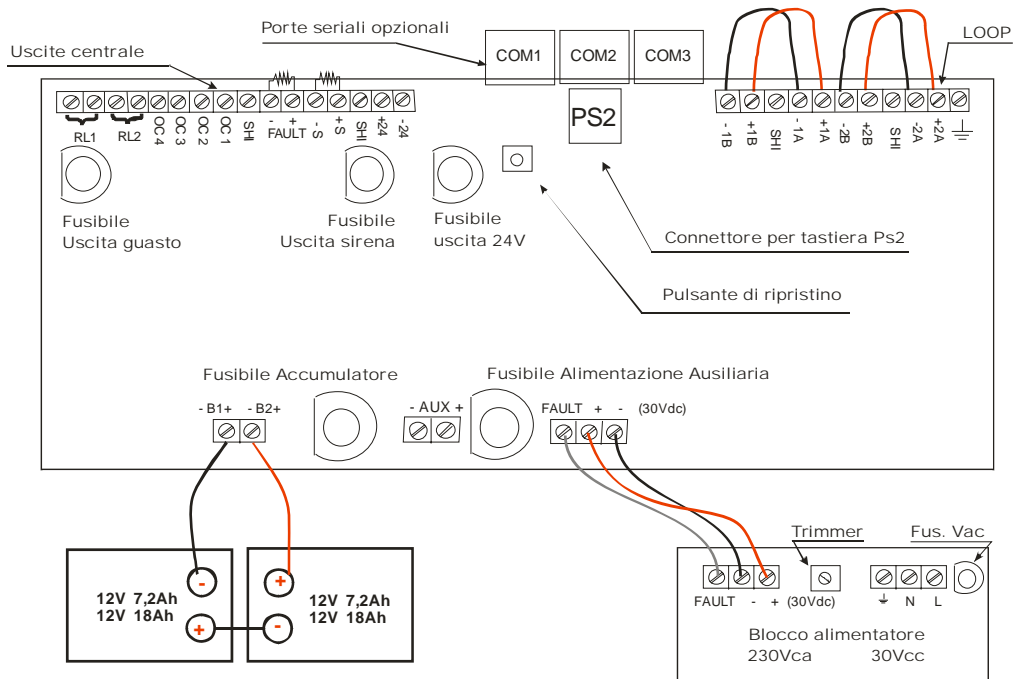 Porte seriali opzionali
Uscite centrale
COM1 COM2 COM3
LOOP
PS2
RL1 RL2 OC 4 OC 3 OC 2 OC 1 SHI - + FAULT - S + S SHI +24 -24
- 1B +1B SHI - 1A +1A -2B +2B SHI -2A +2A
Fusibile
Uscita guasto
Fusibile
Uscita sirena
Fusibile
uscita 24V
Connettore per tastiera Ps2
Pulsante di ripristino
Fusibile Accumulatore
Fusibile Alimentazione Ausiliaria
- B1+ - B2+
- AUX +
FAULT + - (30Vdc)
Trimmer
Fus. Vac
- +
12V 7,2Ah
12V 18Ah
12V 7,2Ah
12V 18Ah
+ -
FAULT - + (30Vdc)
N L
Blocco alimentatore
230Vca 30Vcc